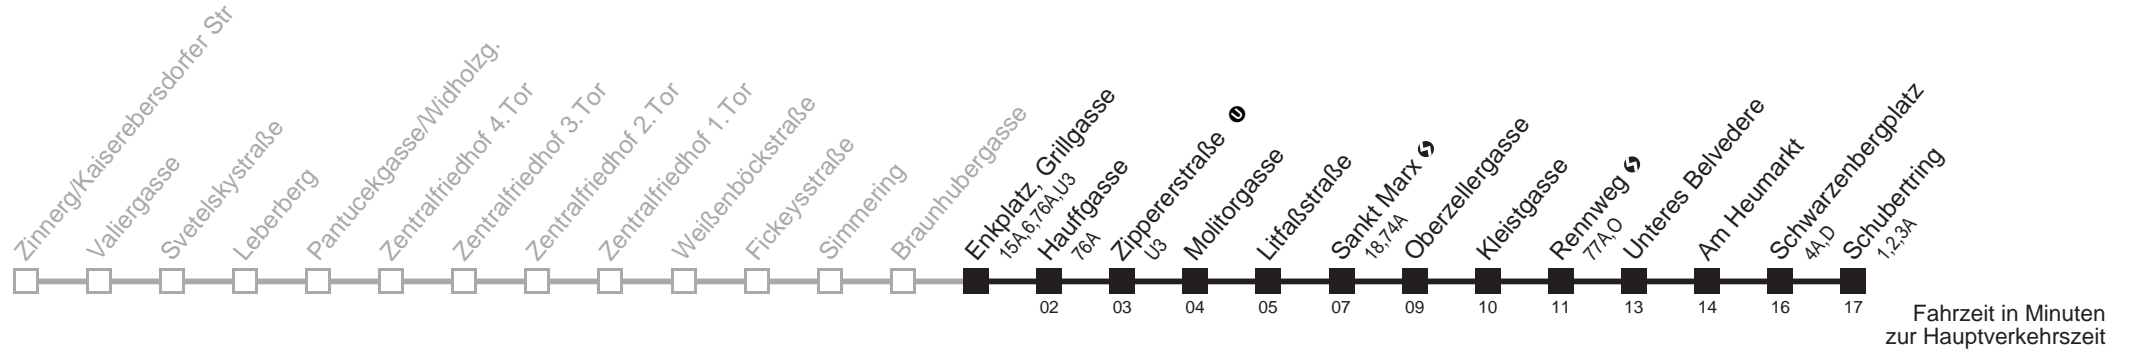 Zinnerg/Kaiserebersdorfer Str
Valiergasse
Svetelskystraße
Leberberg
Pantucekgasse/Widholzg.
Zentralfriedhof 4.Tor
Zentralfriedhof 3.Tor
Zentralfriedhof 2.Tor
Zentralfriedhof 1.Tor
Weißenböckstraße
Fickeysstraße
Simmering
Braunhubergasse
Enkplatz, Grillgasse
15A,6,76A,U3
Hauffgasse
76A
Zippererstraße U
U3
Molitorgasse
Litfaßstraße
Sankt Marx
18,74A
Oberzellergasse
Kleistgasse
Rennweg
77A,O
Unteres Belvedere
Am Heumarkt
Schwarzenbergplatz
4A,D
Schubertring
1,2,3A
02 03 04 05 07 09 10 11 13 14 16 17
Fahrzeit in Minuten
zur Hauptverkehrszeit